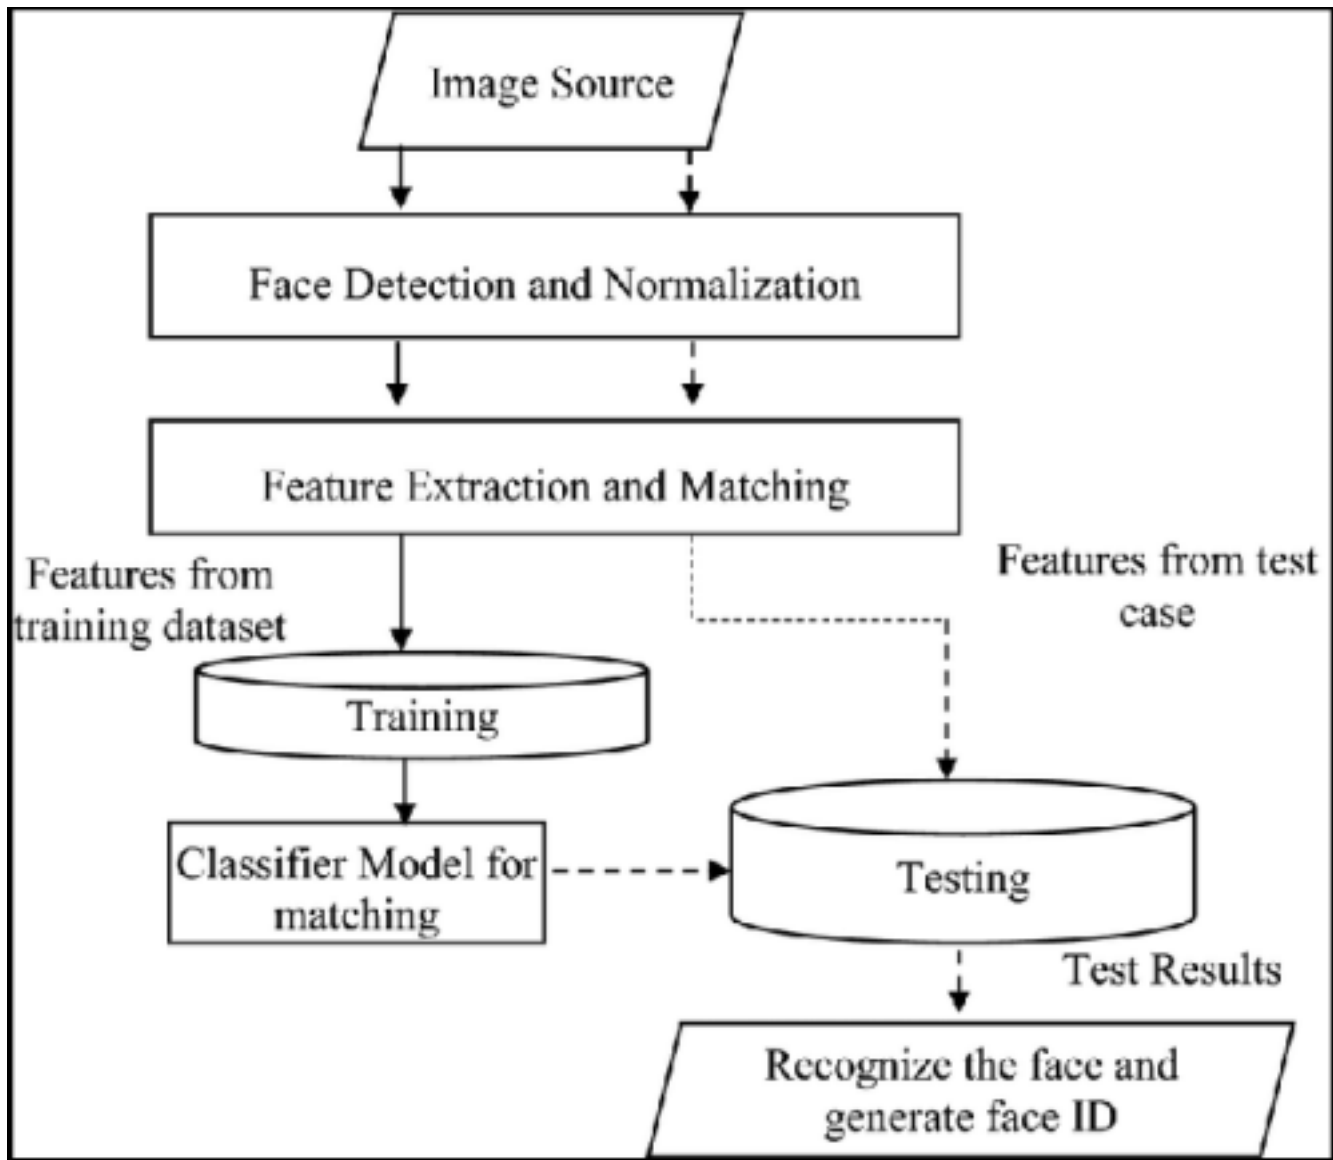 Image Source
Face Detection and Normalization
Feature Extraction and Matching
Features from
training dataset
Features from test
case
Training
Classifier Model for
matching
Testing
Test Results
Recognize the face and
generate face ID